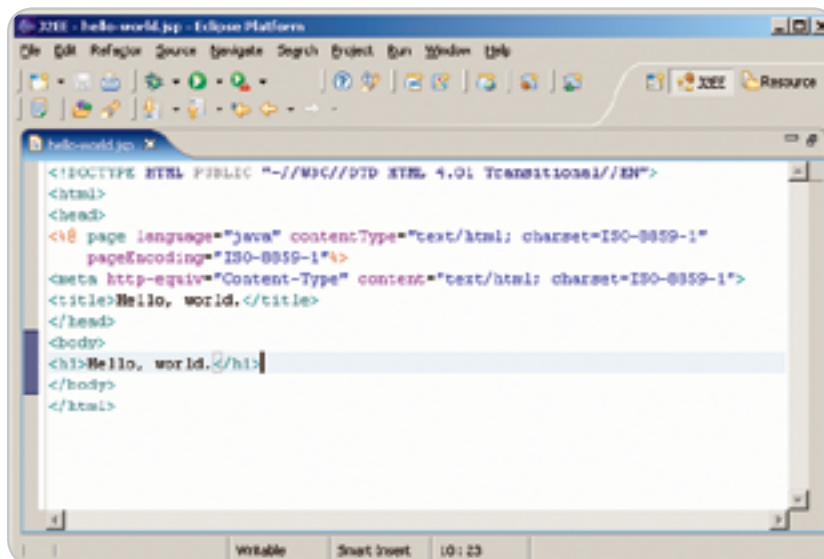 J2EE - hello-world.jsp - Eclipse Platform
File Edit Refactor Source Navigate Search Project Run Window Help
J2EE Resource
hello-world.jsp
<!DOCTYPE HTML PUBLIC "-//W3C//DTD HTML 4.01 Transitional//EN">
<html>
<head>
<%@ page language="java" contentType="text/html; charset=ISO-8859-1"
pageEncoding="ISO-8859-1"%>
<meta http-equiv="Content-Type" content="text/html; charset=ISO-8859-1">
<title>Hello, world.</title>
</head>
<body>
<h1>Hello, world.</h1>
</body>
</html>
Writable Smart Insert 10:23